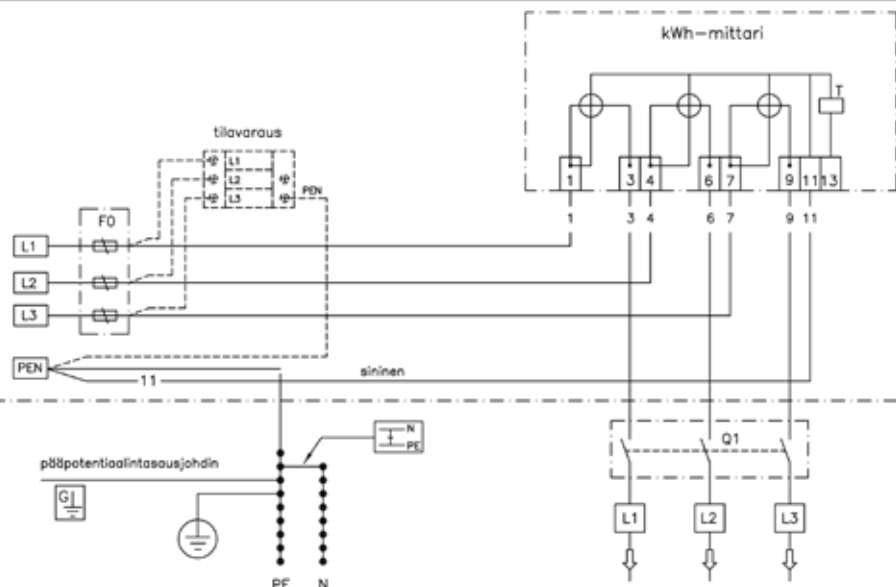 kWh-mittari
T
1 3 4 6 7 9 11 13
1 3 4 6 7 9 11
tilavaraus
L1
L2
L3
PEN
F0
L1
L2
L3
PEN
11
sininen
N
PE
Q1
pääpotentiaalintasausjohdin
G
L1 L2 L3
PE N